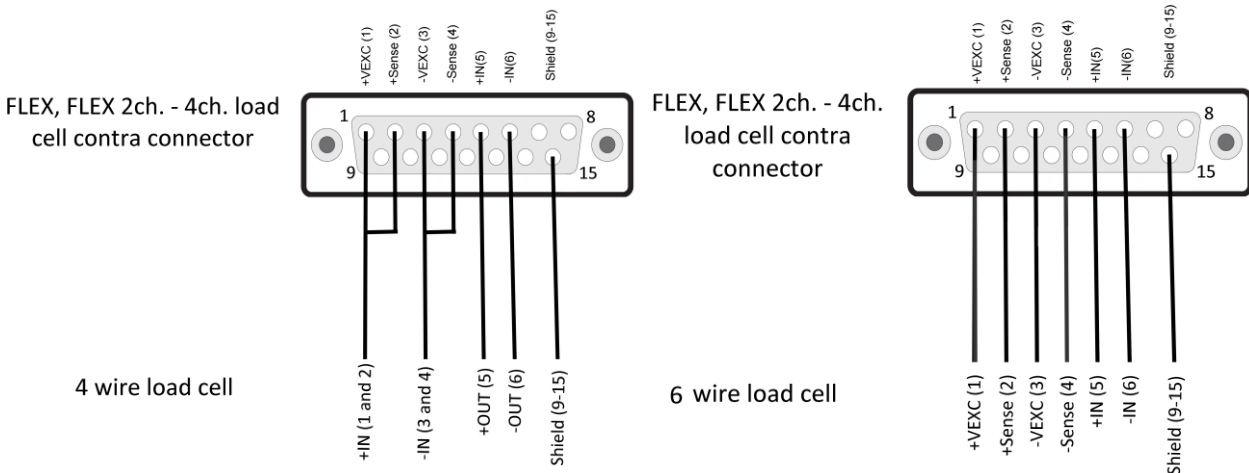 +VEXC (1)
+Sense (2)
-VEXC (3)
-Sense (4)
+IN(5)
-IN(6)
Shield (9-15)
FLEX, FLEX 2ch. - 4ch. load
cell contra connector
1
8
9
15
4 wire load cell
+IN (1 and 2)
-IN (3 and 4)
+OUT (5)
-OUT (6)
Shield (9-15)
+VEXC (1)
+Sense (2)
-VEXC (3)
-Sense (4)
+IN(5)
-IN(6)
Shield (9-15)
FLEX, FLEX 2ch. - 4ch.
load cell contra
connector
1
8
9
15
6 wire load cell
+VEXC (1)
+Sense (2)
-VEXC (3)
-Sense (4)
+IN (5)
-IN (6)
Shield (9-15)